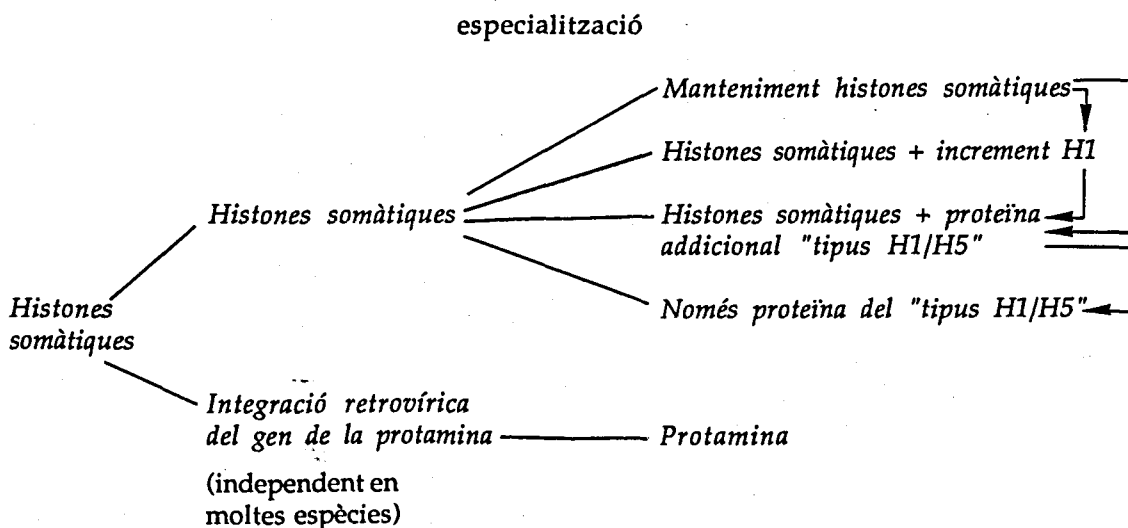 especialització
Manteniment histones somàtiques
Histones somàtiques + increment H1
Histones somàtiques
Histones somàtiques + proteïna
addicional "tipus H1/H5"
Histones
somàtiques
Només proteïna del "tipus H1/H5"
Integració retrovírica
del gen de la protamina
Protamina
(independent en
moltes espècies)